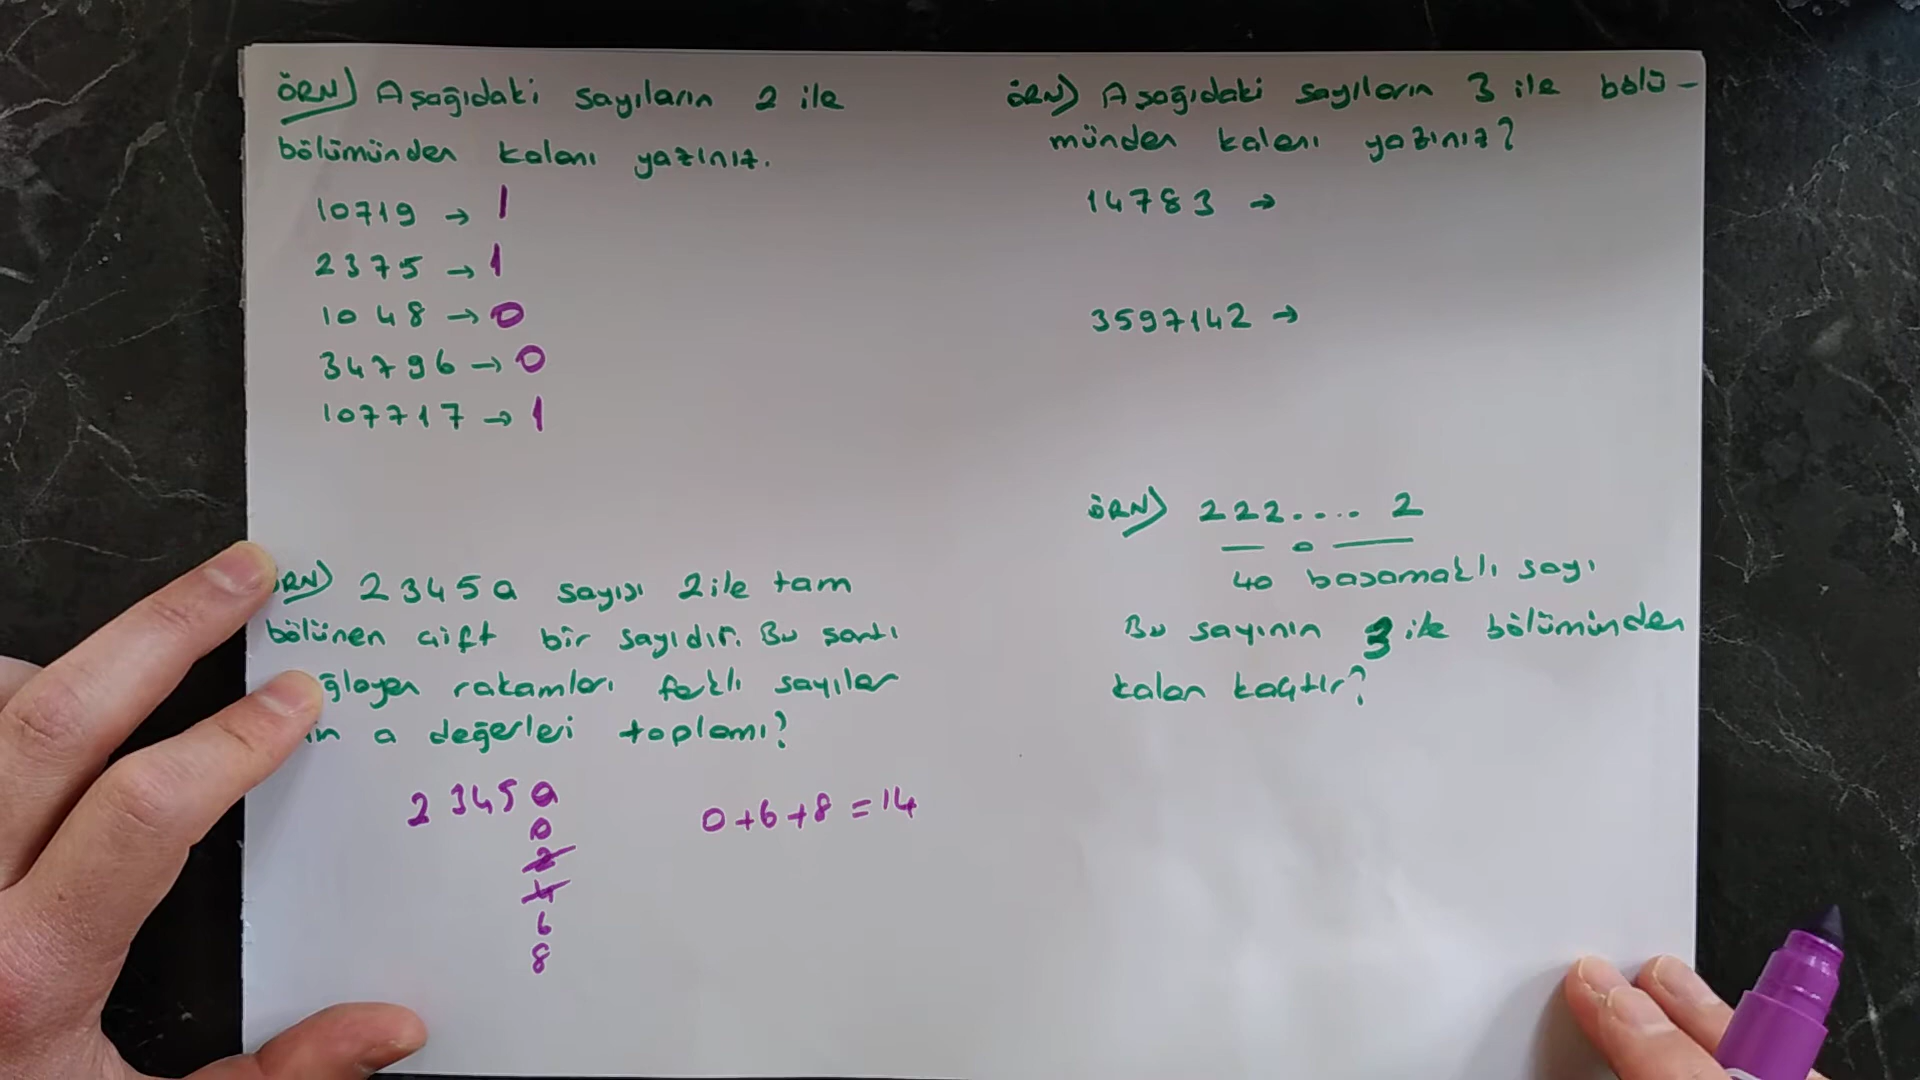 ÖRN) Aşağıdaki sayıların 2 ile
bölümünden kalanı yazınız.
10719 → 1
2375 → 1
1048 → 0
34796 → 0
107717 → 1
2345a sayısı 2 ile tam
bölünen çift bir sayıdır. Bu şartı
rakamları farklı sayılar
a değerleri toplamı?
2345a
0
2
4
6
8
0+6+8=14
ÖRN) Aşağıdaki sayıların 3 ile bölü-
münden kalanı yazınız?
14783 →
3597142 →
ÖRN) 222.... 2
40 basamaklı sayı
Bu sayının 3 ile bölümünden
kalan kaçtır?